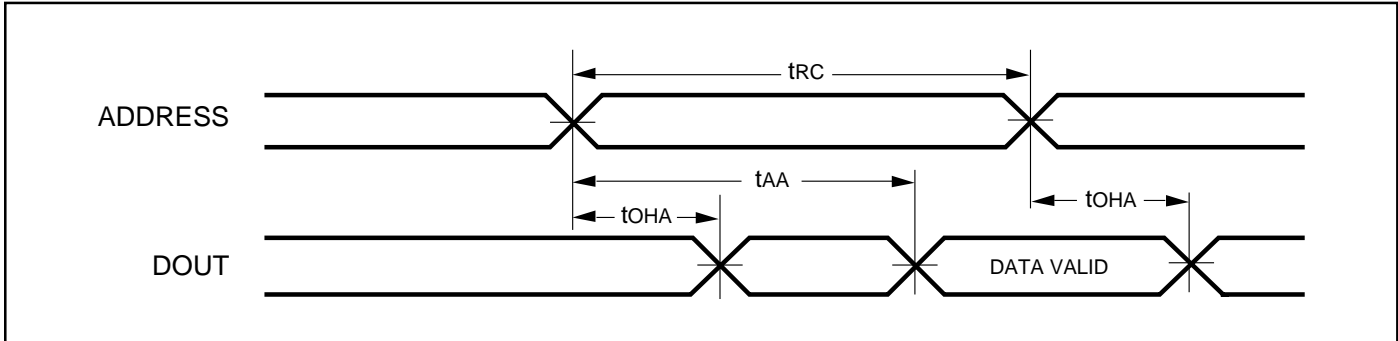 tRC
ADDRESS
tAA
tOHA
tOHA
DOUT
DATA VALID